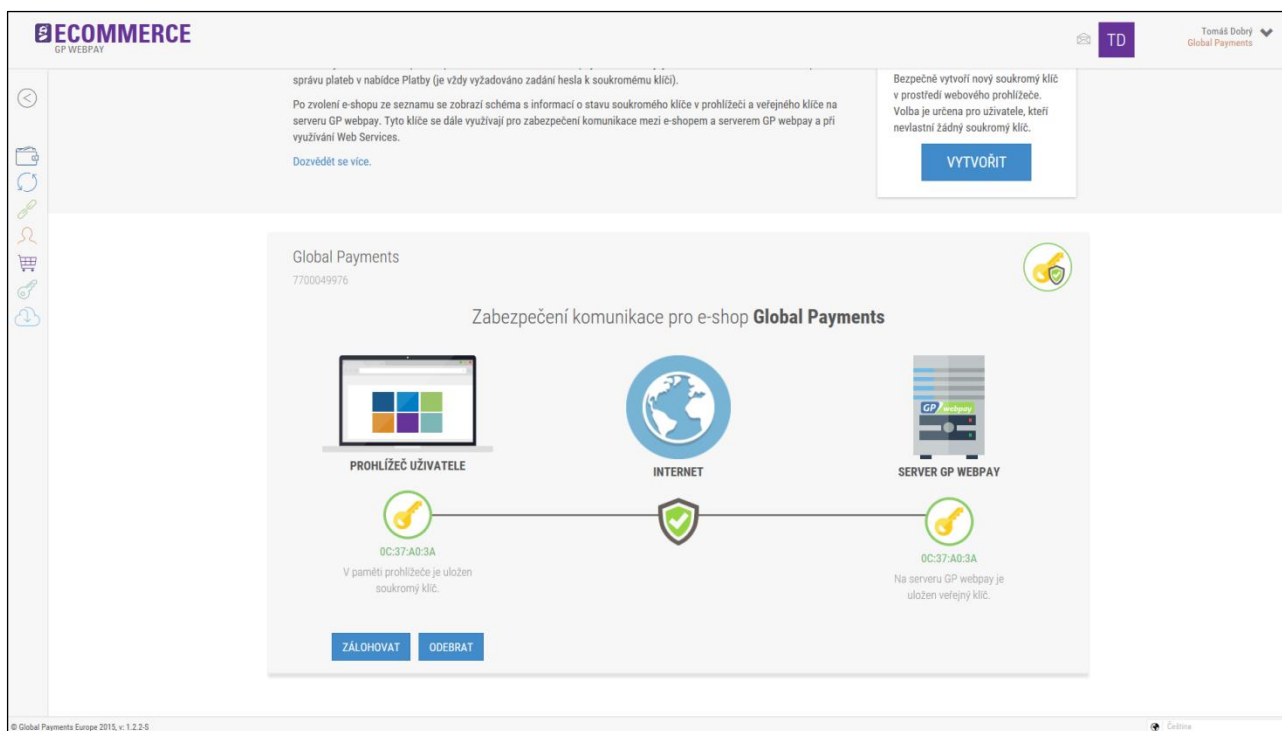 ECOMMERCE
GP WEBPAY
TD
Tomáš Dobrý
Global Payments
správu plateb v nabídce Platby (je vždy vyžadováno zadání hesla k soukromému klíči).
Po zvolení e-shopu ze seznamu se zobrazí schéma s informací o stavu soukromého klíče v prohlížeči a veřejného klíče na
serveru GP webpay. Tyto klíče se dále využívají pro zabezpečení komunikace mezi e-shopem a serverem GP webpay a při
využívání Web Services.
Dozvědět se více.
Bezpečně vytvoří nový soukromý klíč
v prostředí webového prohlížeče.
Volba je určena pro uživatele, kteří
nevlastní žádný soukromý klíč.
VYTVOŘIT
Global Payments
7700049976
Zabezpečení komunikace pro e-shop Global Payments
GP webpay
PROHLÍŽEČ UŽIVATELE
INTERNET
SERVER GP WEBPAY
0C:37:A0:3A
V paměti prohlížeče je uložen
soukromý klíč.
0C:37:A0:3A
Na serveru GP webpay je
uložen veřejný klíč.
ZÁLOHOVAT
ODEBRAT
© Global Payments Europe 2015, v: 1.2.2-S
Čeština